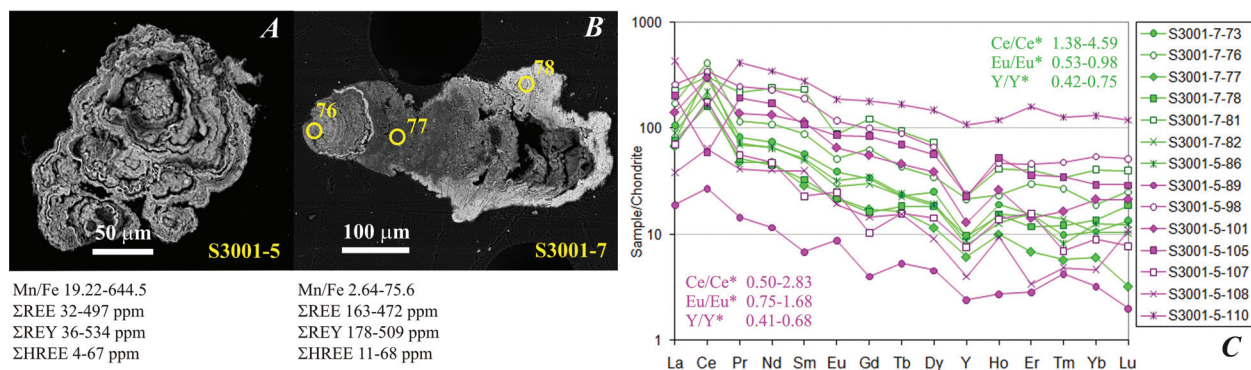 A
50 μm
S3001-5
Mn/Fe 19.22-644.5
ΣREE 32-497 ppm
ΣREY 36-534 ppm
ΣHREE 4-67 ppm
B
76
77
78
100 μm
S3001-7
Mn/Fe 2.64-75.6
ΣREE 163-472 ppm
ΣREY 178-509 ppm
ΣHREE 11-68 ppm
Sample/Chondrite
1000
100
10
1
Ce/Ce* 1.38-4.59
Eu/Eu* 0.53-0.98
Y/Y* 0.42-0.75
Ce/Ce* 0.50-2.83
Eu/Eu* 0.75-1.68
Y/Y* 0.41-0.68
La Ce Pr Nd Sm Eu Gd Tb Dy Y Ho Er Tm Yb Lu
S3001-7-73
S3001-7-76
S3001-7-77
S3001-7-78
S3001-7-81
S3001-7-82
S3001-5-86
S3001-5-89
S3001-5-98
S3001-5-101
S3001-5-105
S3001-5-107
S3001-5-108
S3001-5-110
C